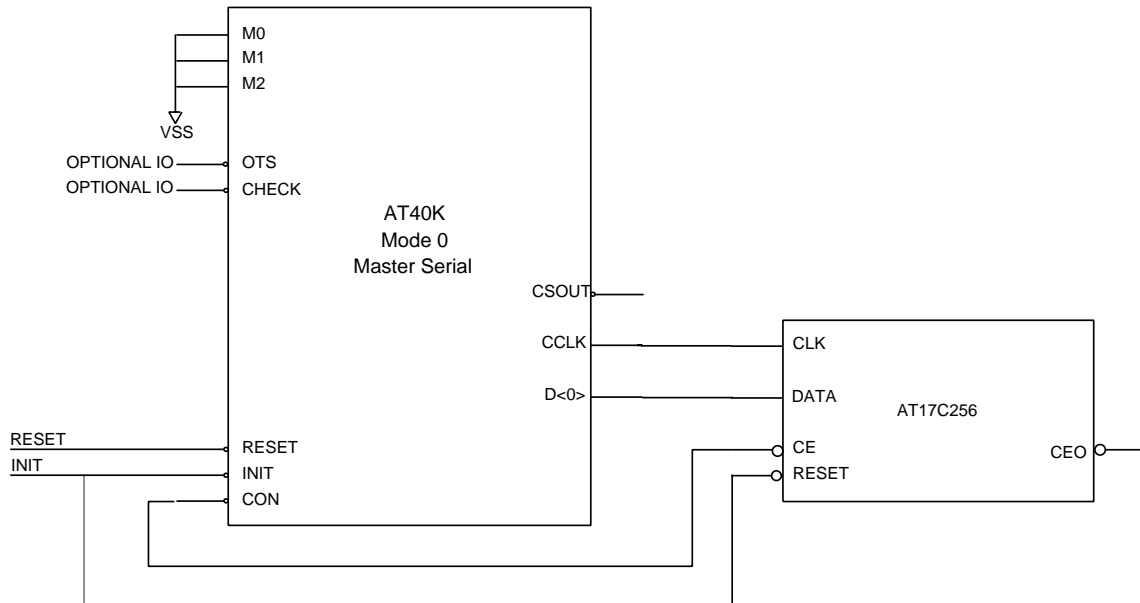 M0
M1
M2
VSS
OPTIONAL IO
OTS
OPTIONAL IO
CHECK
AT40K
Mode 0
Master Serial
CSOUT
CCLK
D<0>
RESET
RESET
INIT
INIT
CON
CLK
DATA
AT17C256
CE
CEO
RESET